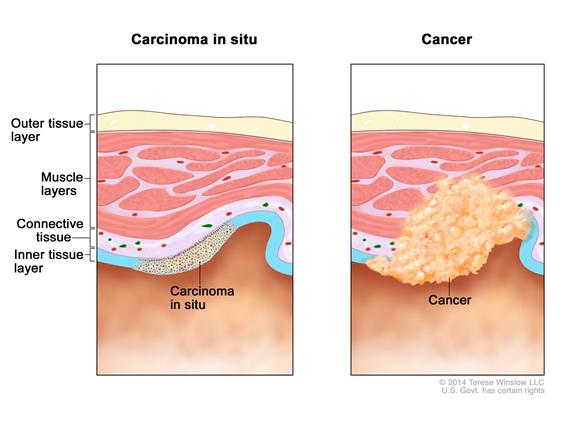 Carcinoma in situ
Cancer
Outer tissue
layer
Muscle
layers
Connective
tissue
Inner tissue
layer
Carcinoma
in situ
Cancer
© 2014 Terese Winslow LLC
U.S. Govt. has certain rights